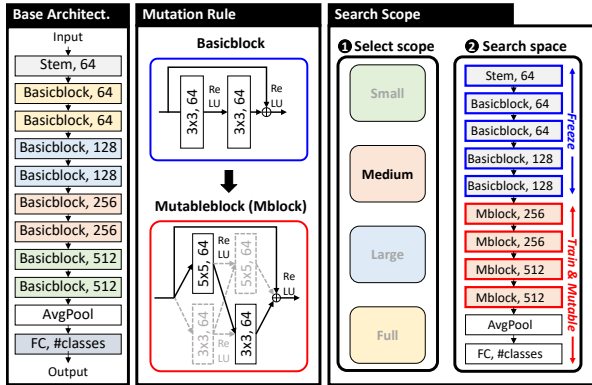 Base Architect.
Input
Stem, 64
Basicblock, 64
Basicblock, 64
Basicblock, 128
Basicblock, 128
Basicblock, 256
Basicblock, 256
Basicblock, 512
Basicblock, 512
AvgPool
FC, #classes
Output
Mutation Rule
Basicblock
3x3, 64
Re
LU
3x3, 64
Re
LU
Mutableblock (Mblock)
5x5, 64
Re
LU
5x5, 64
Re
LU
3x3, 64
Re
LU
3x3, 64
Search Scope
1 Select scope
Small
Medium
Large
Full
2 Search space
Stem, 64
Basicblock, 64
Basicblock, 64
Basicblock, 128
Basicblock, 128
Mblock, 256
Mblock, 256
Mblock, 512
Mblock, 512
AvgPool
FC, #classes
Freeze
Train & Mutable